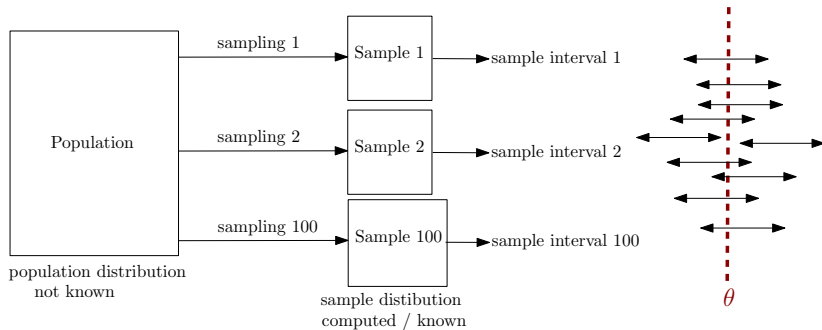 sampling 1
Sample 1
sample interval 1
Population
sampling 2
Sample 2
sample interval 2
sampling 100
Sample 100
sample interval 100
population distribution
not known
sample distibution
computed / known
θ